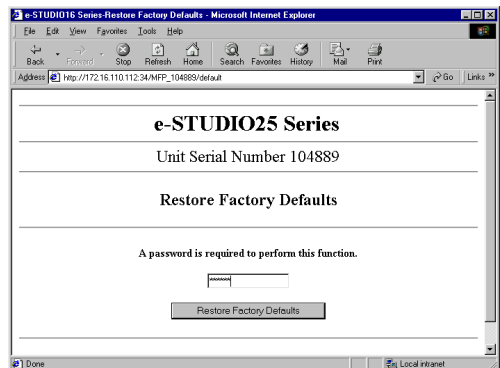 e-STUDIO16 Series-Restore Factory Defaults - Microsoft Internet Explorer
File Edit View Favorites Tools Help
Back Forward Stop Refresh Home Search Favorites History Mail Print
Address http://172.16.110.112:34/MFP_104889/default Go Links »
e-STUDIO25 Series
Unit Serial Number 104889
Restore Factory Defaults
A password is required to perform this function.
******
Restore Factory Defaults
Done Local intranet